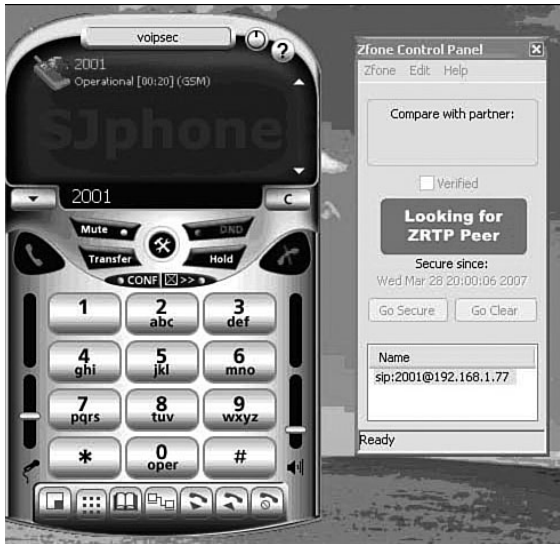 voipsec
?
2001
Operational [00:20] (GSM)
SJphone
2001
C
Mute
DND
Transfer
Hold
CONF >>
1
2 abc
3 def
4 ghi
5 jkl
6 mno
7 pqrs
8 tuv
9 wxyz
*
0 oper
#
Zfone Control Panel
Zfone Edit Help
Compare with partner:
Verified
Looking for
ZRTP Peer
Secure since:
Wed Mar 28 20:00:06 2007
Go Secure Go Clear
Name
sip:2001@192.168.1.77
Ready